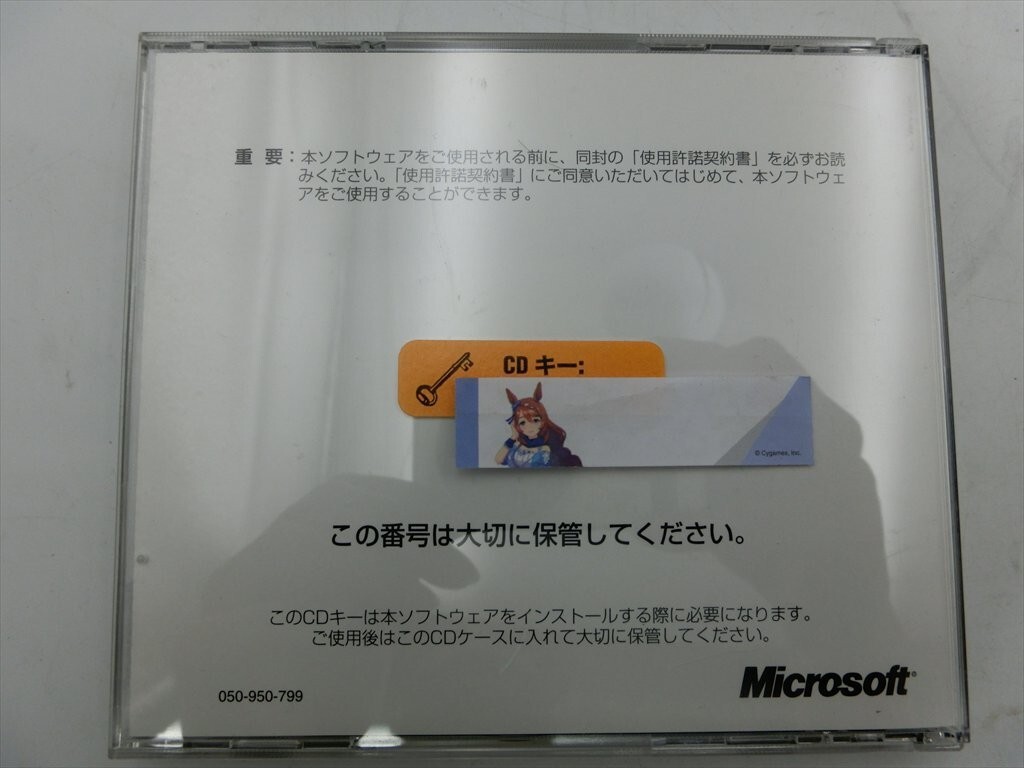 重 要：本ソフトウェアをご使用される前に、同封の「使用許諾契約書」を必ずお読
みください。「使用許諾契約書」にご同意いただいてはじめて、本ソフトウェ
アをご使用することができます。
CD キー:
© Cygames, Inc.
この番号は大切に保管してください。
このCDキーは本ソフトウェアをインストールする際に必要になります。
ご使用後はこのCDケースに入れて大切に保管してください。
050-950-799
Microsoft®